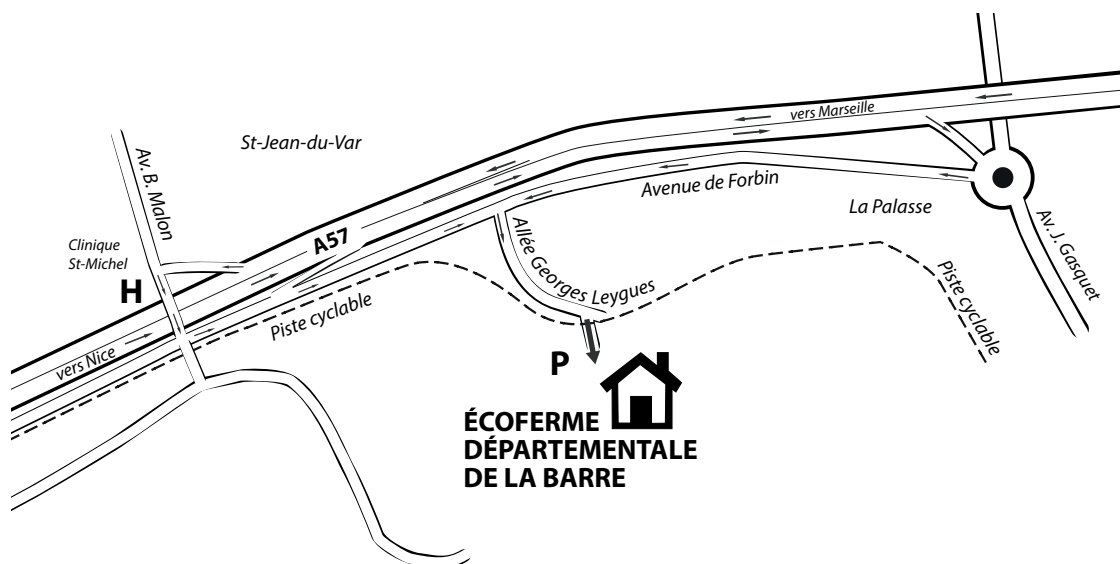 vers Marseille
St-Jean-du-Var
Av. B. Malon
Avenue de Forbin
La Palasse
Allée Georges Leygues
Av. J. Gasquet
Clinique
St-Michel
A57
H
Piste cyclable
Piste cyclable
vers Nice
P
ÉCOFERME
DÉPARTEMENTALE
DE LA BARRE